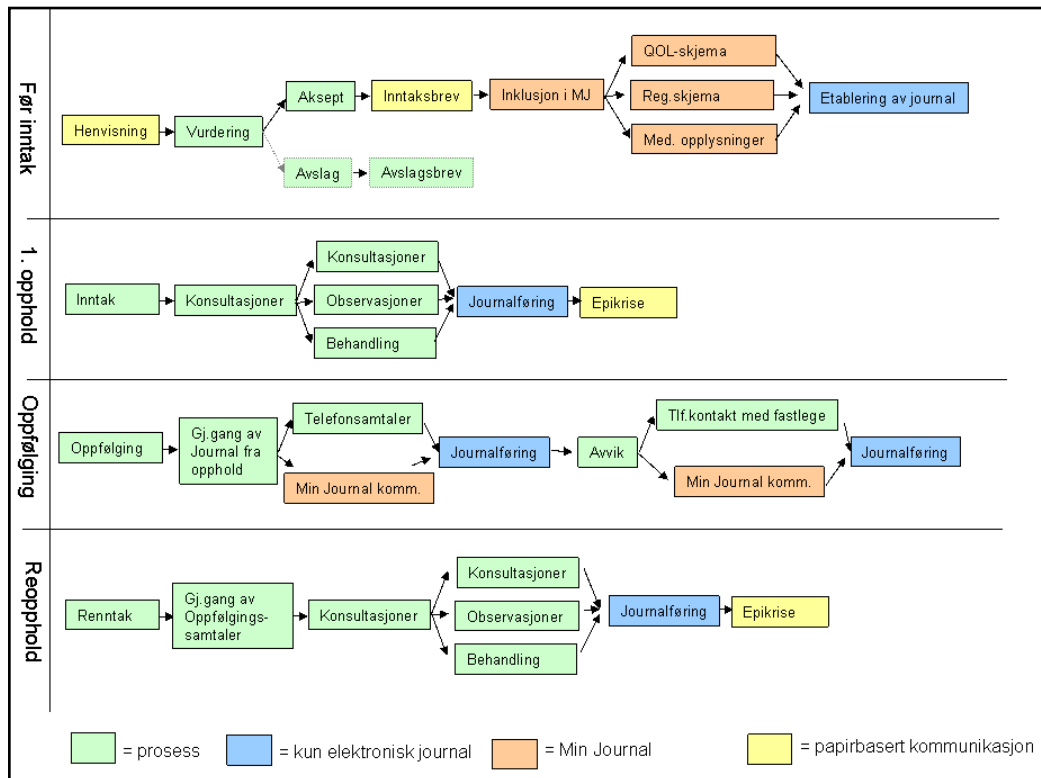 Før inntak
Henvisning
Vurdering
Aksept
Inntaksbrev
Inklusjon i MJ
QOL-skjema
Reg.skjema
Med. opplysninger
Etablering av journal
Avslag
Avslagsbrev
1. opphold
Inntak
Konsultasjoner
Konsultasjoner
Observasjoner
Behandling
Journalføring
Epikrise
Oppfølging
Oppfølging
Gj.gang av
Journal fra
opphold
Telefonsamtaler
Min Journal komm.
Journalføring
Avvik
Tlf.kontakt med fastlege
Min Journal komm.
Journalføring
Reopphold
Renntak
Gj.gang av
Oppfølgings-
samtaler
Konsultasjoner
Konsultasjoner
Observasjoner
Behandling
Journalføring
Epikrise
= prosess
= kun elektronisk journal
= Min Journal
= papirbasert kommunikasjon